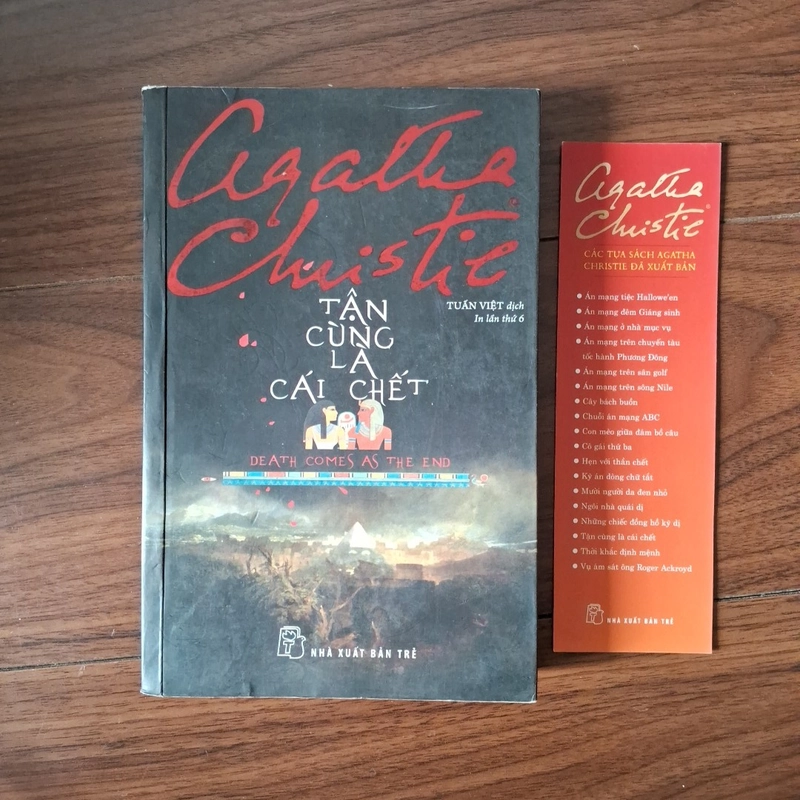 Agatha
Christie
TẬN
CÙNG
LÀ
CÁI CHẾT
TUẤN VIỆT dịch
In lần thứ 6
DEATH COMES AS THE END
NHÀ XUẤT BẢN TRẺ
Agatha
Christie
CÁC TỰA SÁCH AGATHA
CHRISTIE ĐÃ XUẤT BẢN
Án mạng tiệc Hallowe'en
Án mạng đêm Giáng sinh
Án mạng ở nhà mục vụ
Án mạng trên chuyến tàu
tốc hành Phương Đông
Án mạng trên sân golf
Án mạng trên sông Nile
Cây bách buồn
Chuỗi án mạng ABC
Con mèo giữa đám bồ câu
Cô gái thứ ba
Hẹn với thần chết
Kỳ án dòng chữ tắt
Mười người da đen nhỏ
Ngôi nhà quái dị
Những chiếc đồng hồ kỳ dị
Tận cùng là cái chết
Thời khắc định mệnh
Vụ ám sát ông Roger Ackroyd
NHÀ XUẤT BẢN TRẺ